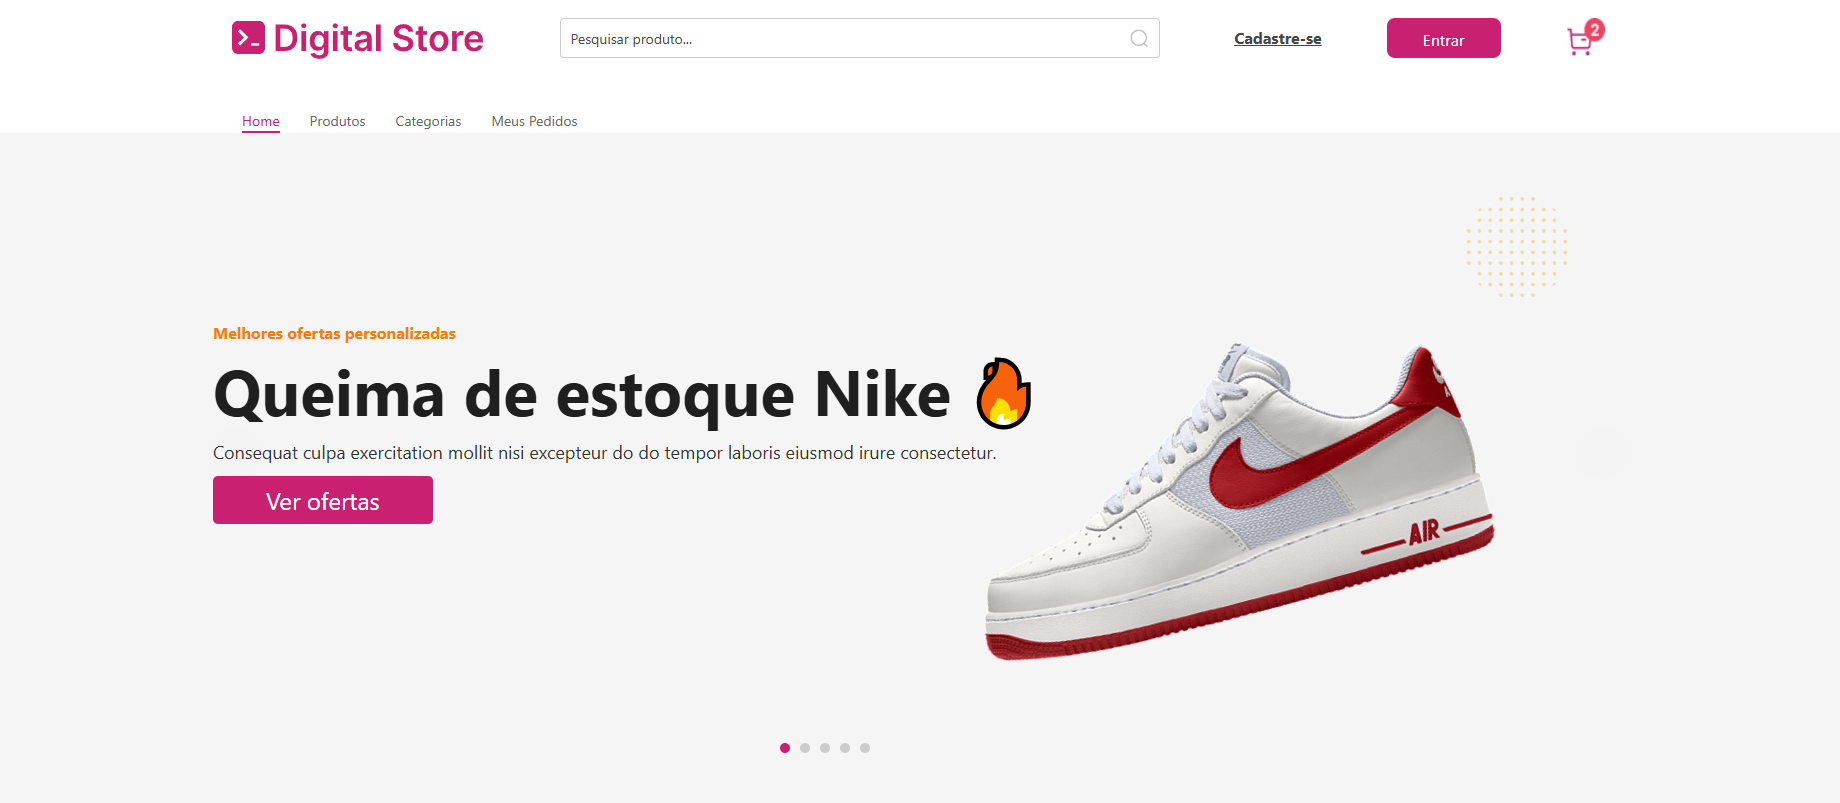 Digital Store
Pesquisar produto...
Cadastre-se
Entrar
2
Home
Produtos
Categorias
Meus Pedidos
Melhores ofertas personalizadas
Queima de estoque Nike 🔥
Consequat culpa exercitation mollit nisi excepteur do do tempor laboris eiusmod irure consectetur.
Ver ofertas
AIR